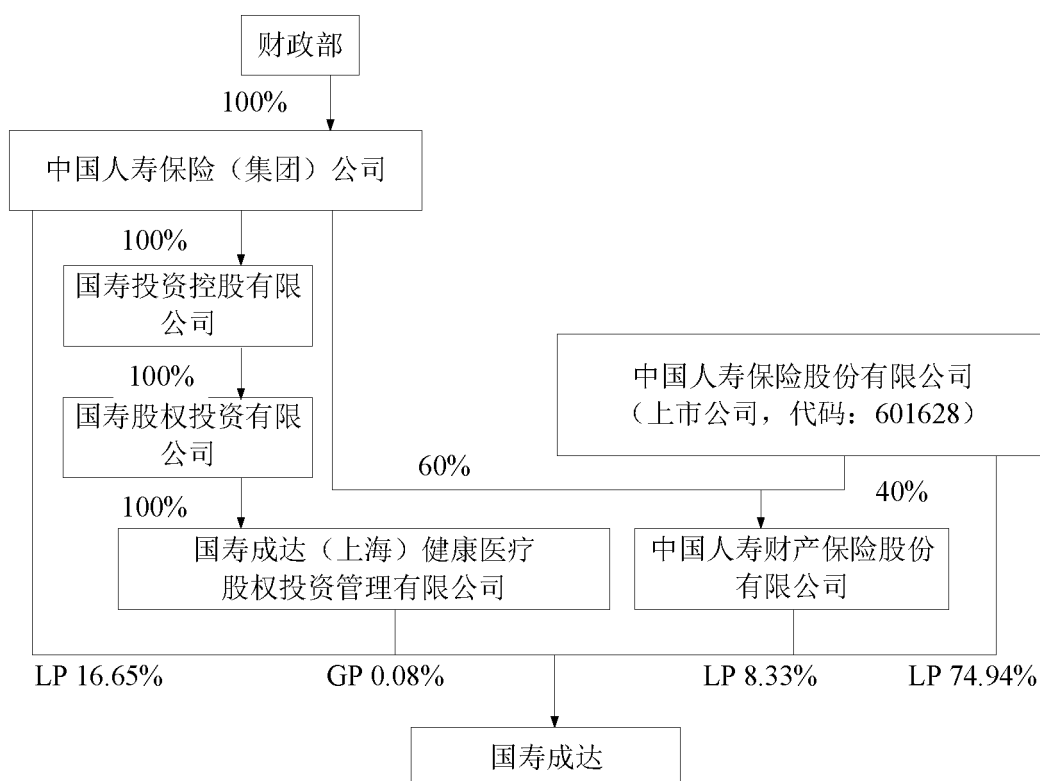 财政部
100%
中国人寿保险（集团）公司
100%
国寿投资控股有限
公司
100%
国寿股权投资有限
公司
中国人寿保险股份有限公司
（上市公司，代码：601628）
60%
40%
100%
国寿成达（上海）健康医疗
股权投资管理有限公司
中国人寿财产保险股份
有限公司
LP 16.65%
GP 0.08%
LP 8.33%
LP 74.94%
国寿成达